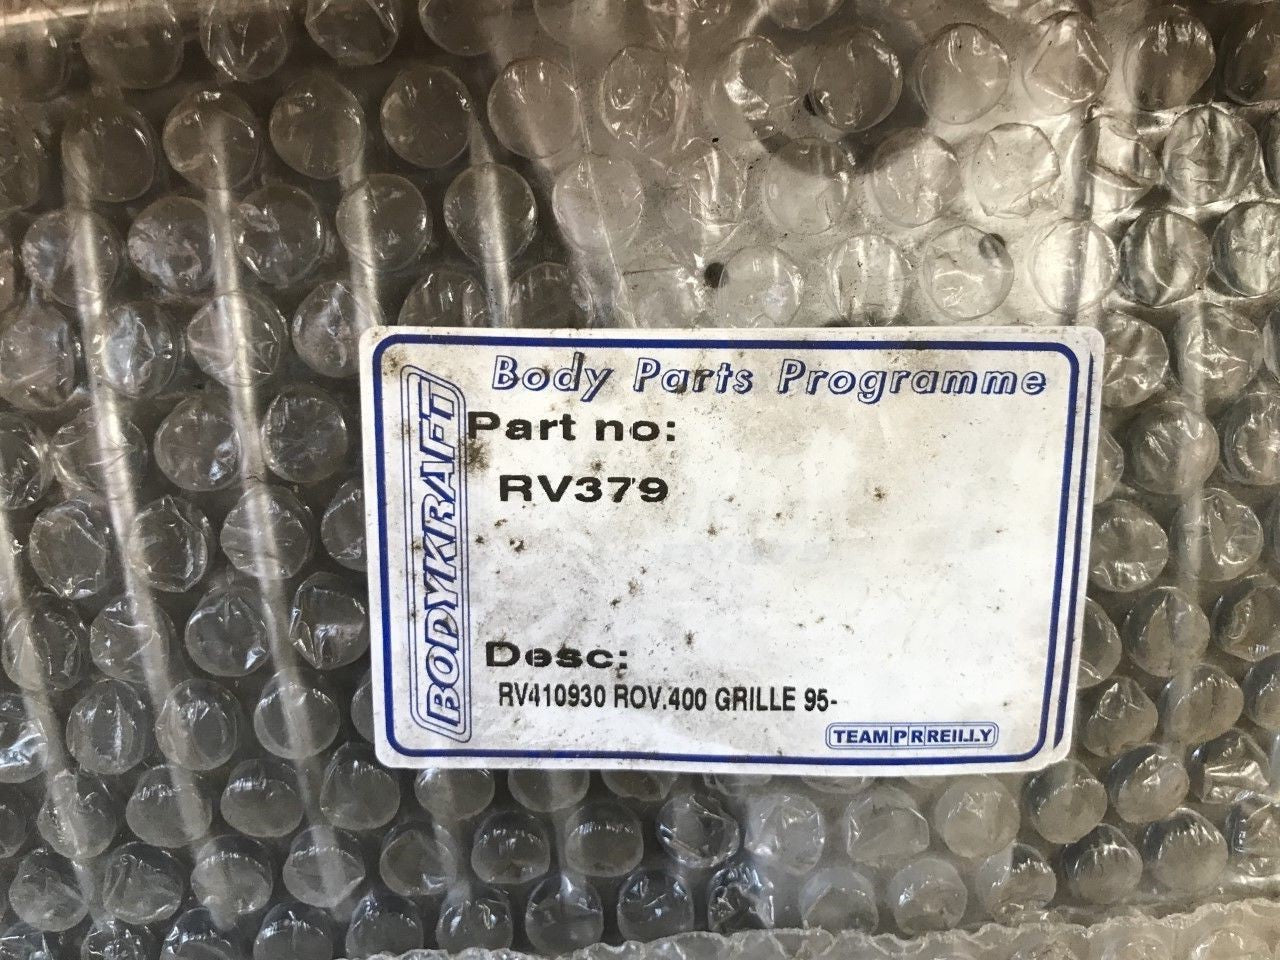 Body Parts Programme
BODYKRAFT
Part no:
RV379
Desc:
RV410930 ROV.400 GRILLE 95-
TEAM P R REILLY